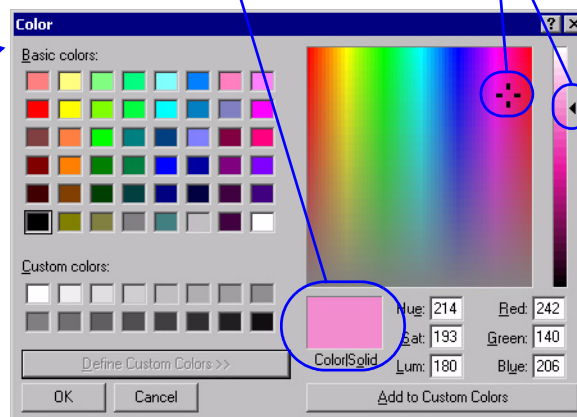 Color
Basic colors:
Custom colors:
Define Custom Colors >>
OK Cancel
Color|Solid
Hue: 214 Red: 242
Sat: 193 Green: 140
Lum: 180 Blue: 206
Add to Custom Colors